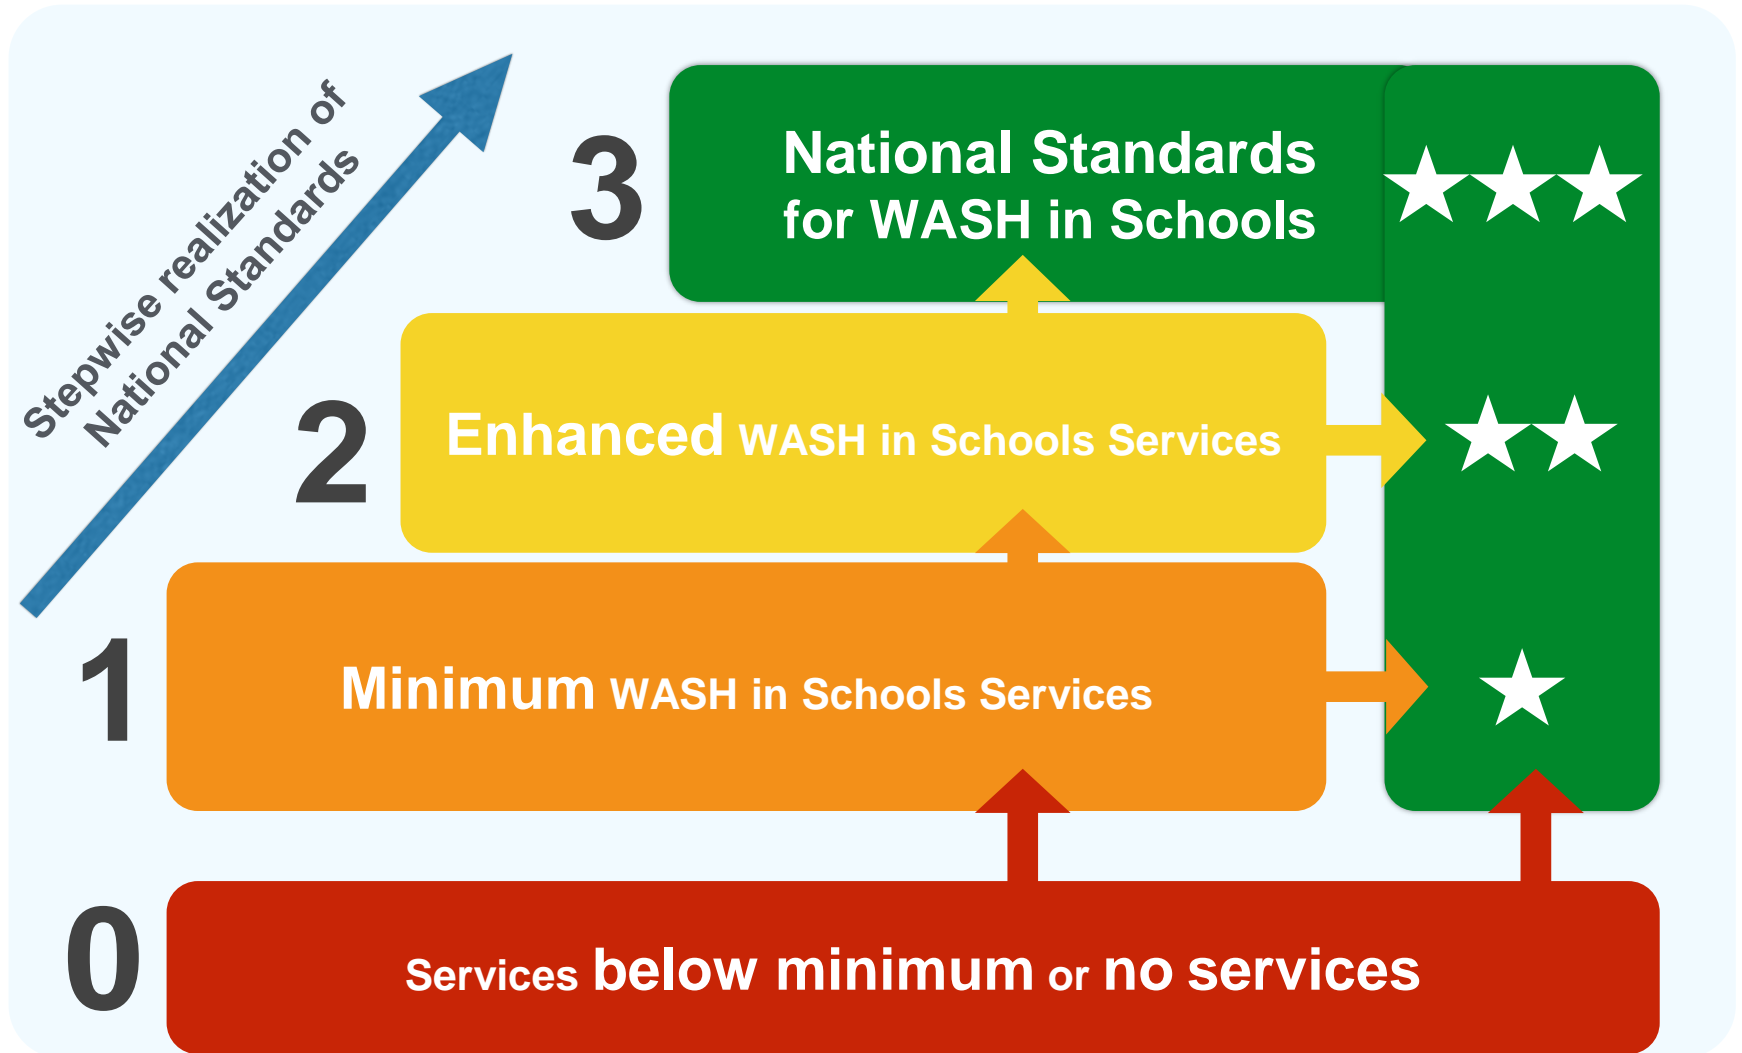 Stepwise realization of
National Standards
3
National Standards
for WASH in Schools
2
Enhanced WASH in Schools Services
1
Minimum WASH in Schools Services
0
Services below minimum or no services